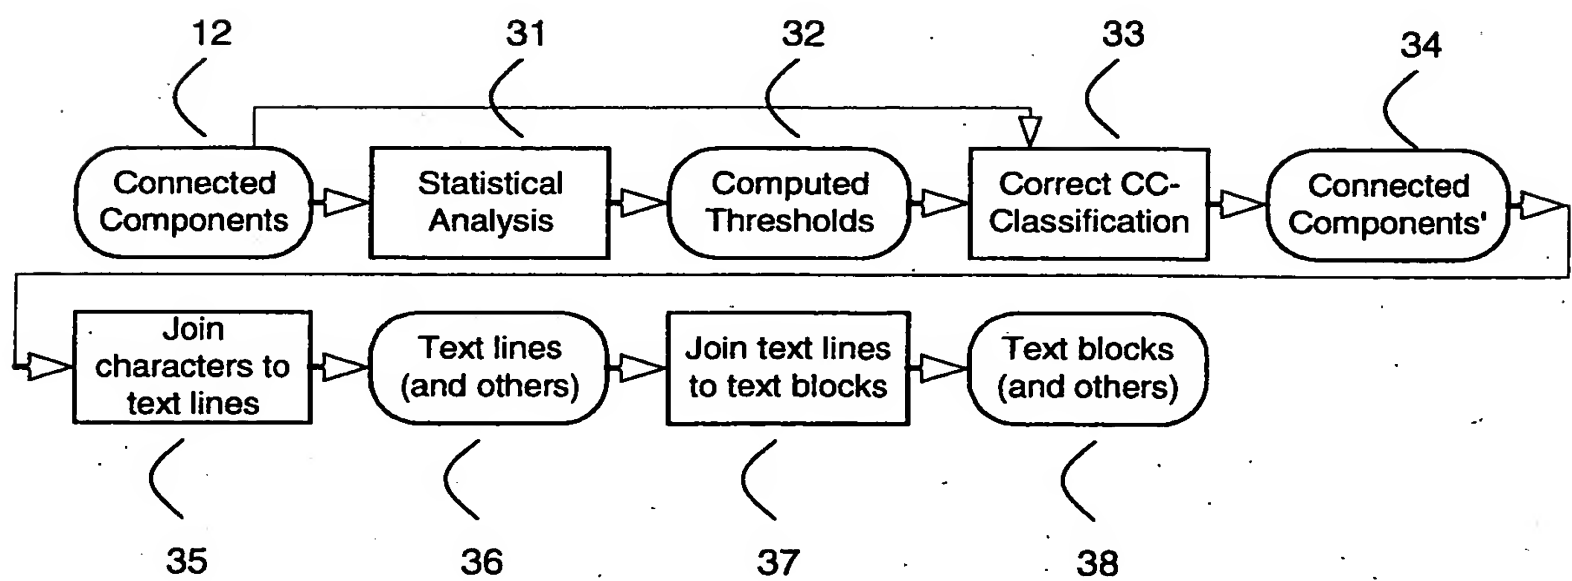 12 31 32 33 34
Connected
Components
Statistical
Analysis
Computed
Thresholds
Correct CC-
Classification
Connected
Components'
Join
characters to
text lines
Text lines
(and others)
Join text lines
to text blocks
Text blocks
(and others)
35 36 37 38